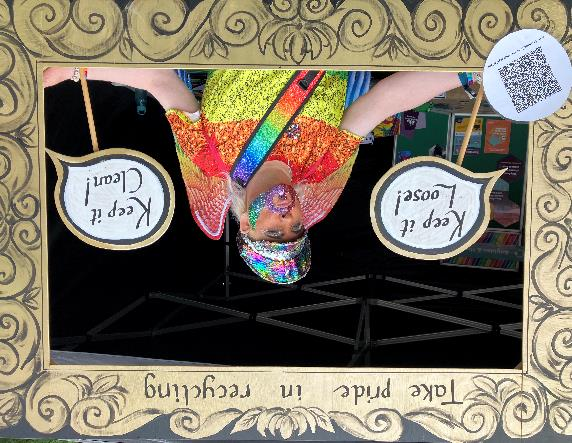 Take pride in recycling
Keep it
Loose!
Keep it
Clean!